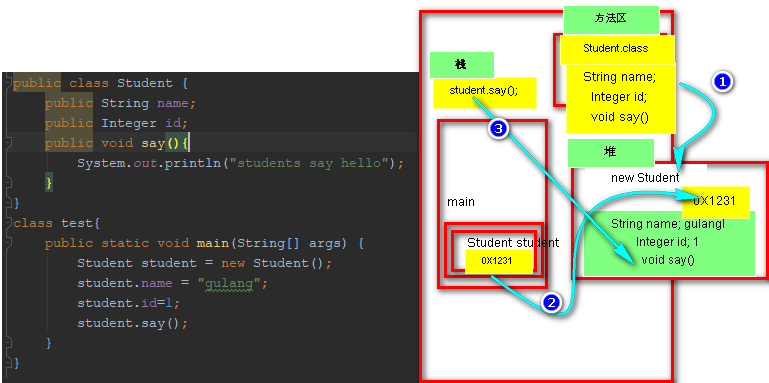 public class Student {
public String name;
public Integer id;
public void say(){
System.out.println("students say hello");
}
}
class test{
public static void main(String[] args) {
Student student = new Student();
student.name = "gulang";
student.id=1;
student.say();
}
}
方法区
Student.class
String name;
Integer id;
void say()
①
栈
student.say();
③
堆
new Student
0X1231
String name; gulangl
Integer id; 1
void say()
main
Student student
0X1231
②